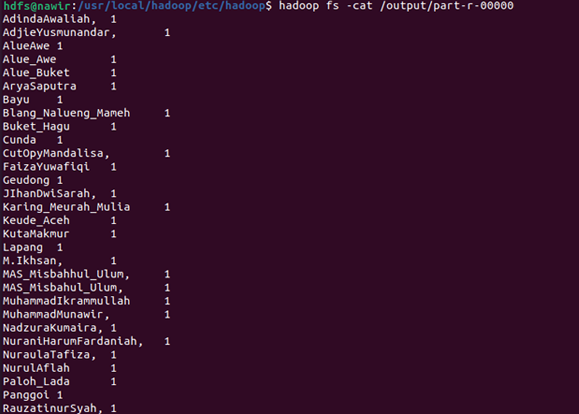 hdfs@nawir:/usr/local/hadoop/etc/hadoop$ hadoop fs -cat /output/part-r-00000
AdindaAwaliah, 1
AdjieYusmunandar, 1
AlueAwe 1
Alue_Awe 1
Alue_Buket 1
AryaSaputra 1
Bayu 1
Blang_Nalueng_Mameh 1
Buket_Hagu 1
Cunda 1
CutOpyMandalisa, 1
FaizaYuwafiqi 1
Geudong 1
JIhanDwiSarah, 1
Karing_Meurah_Mulia 1
Keude_Aceh 1
KutaMakmur 1
Lapang 1
M.Ikhsan, 1
MAS_Misbahhul_Ulum, 1
MAS_Misbahul_Ulum, 1
MuhammadIkrammullah 1
MuhammadMunawir, 1
NadzuraKumaira, 1
NuraniHarumFardaniah, 1
NuraulaTafiza, 1
NurulAflah 1
Paloh_Lada 1
Panggoi 1
RauzatinurSyah, 1